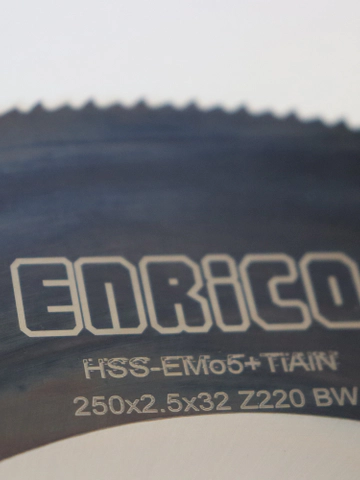 ENRICO
HSS-EMo5+TiAlN
250x2.5x32 Z220 BW